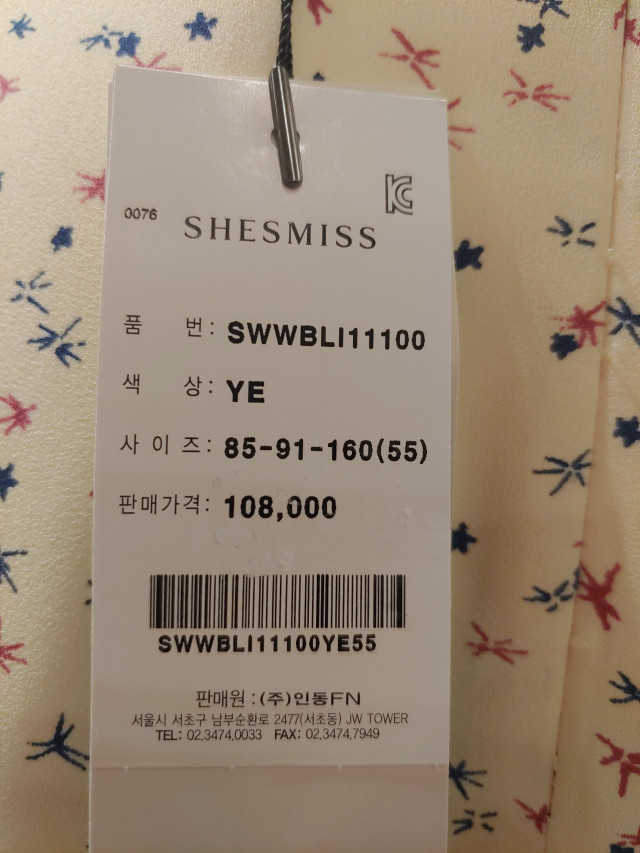 0076
SHESMISS
품 번: SWWBLI11100
색 상: YE
사 이 즈: 85-91-160(55)
판매가격: 108,000
SWWBLI11100YE55
판매원 : (주)인동FN
서울시 서초구 남부순환로 2477(서초동) JW TOWER
TEL: 02.3474.0033 FAX: 02.3474.7949